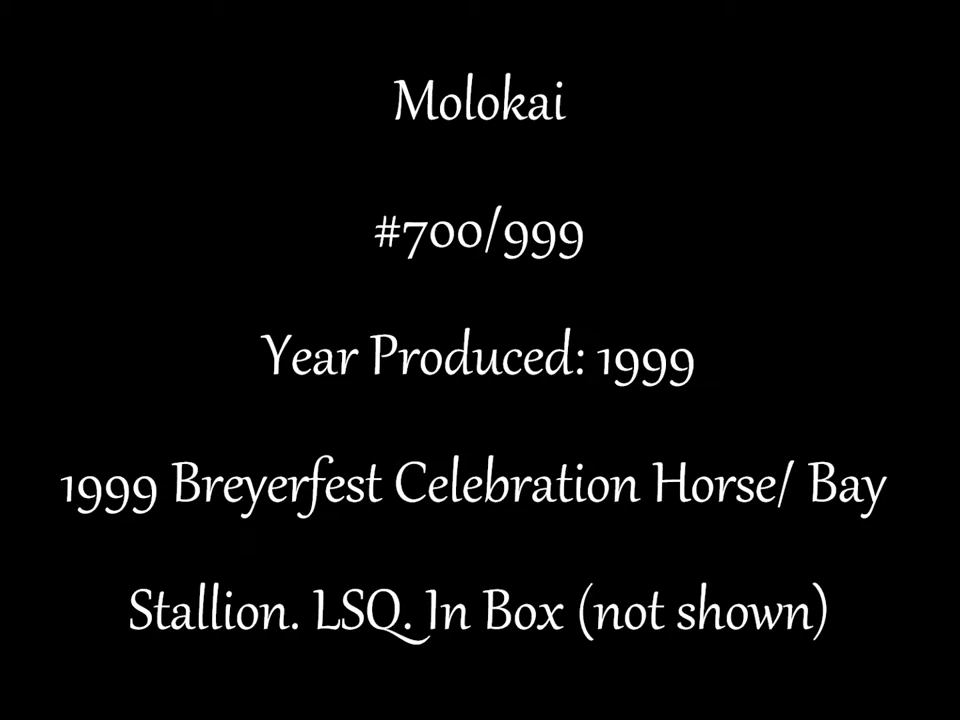 Molokai
#700/999
Year Produced: 1999
1999 Breyerfest Celebration Horse/ Bay
Stallion. LSQ. In Box (not shown)